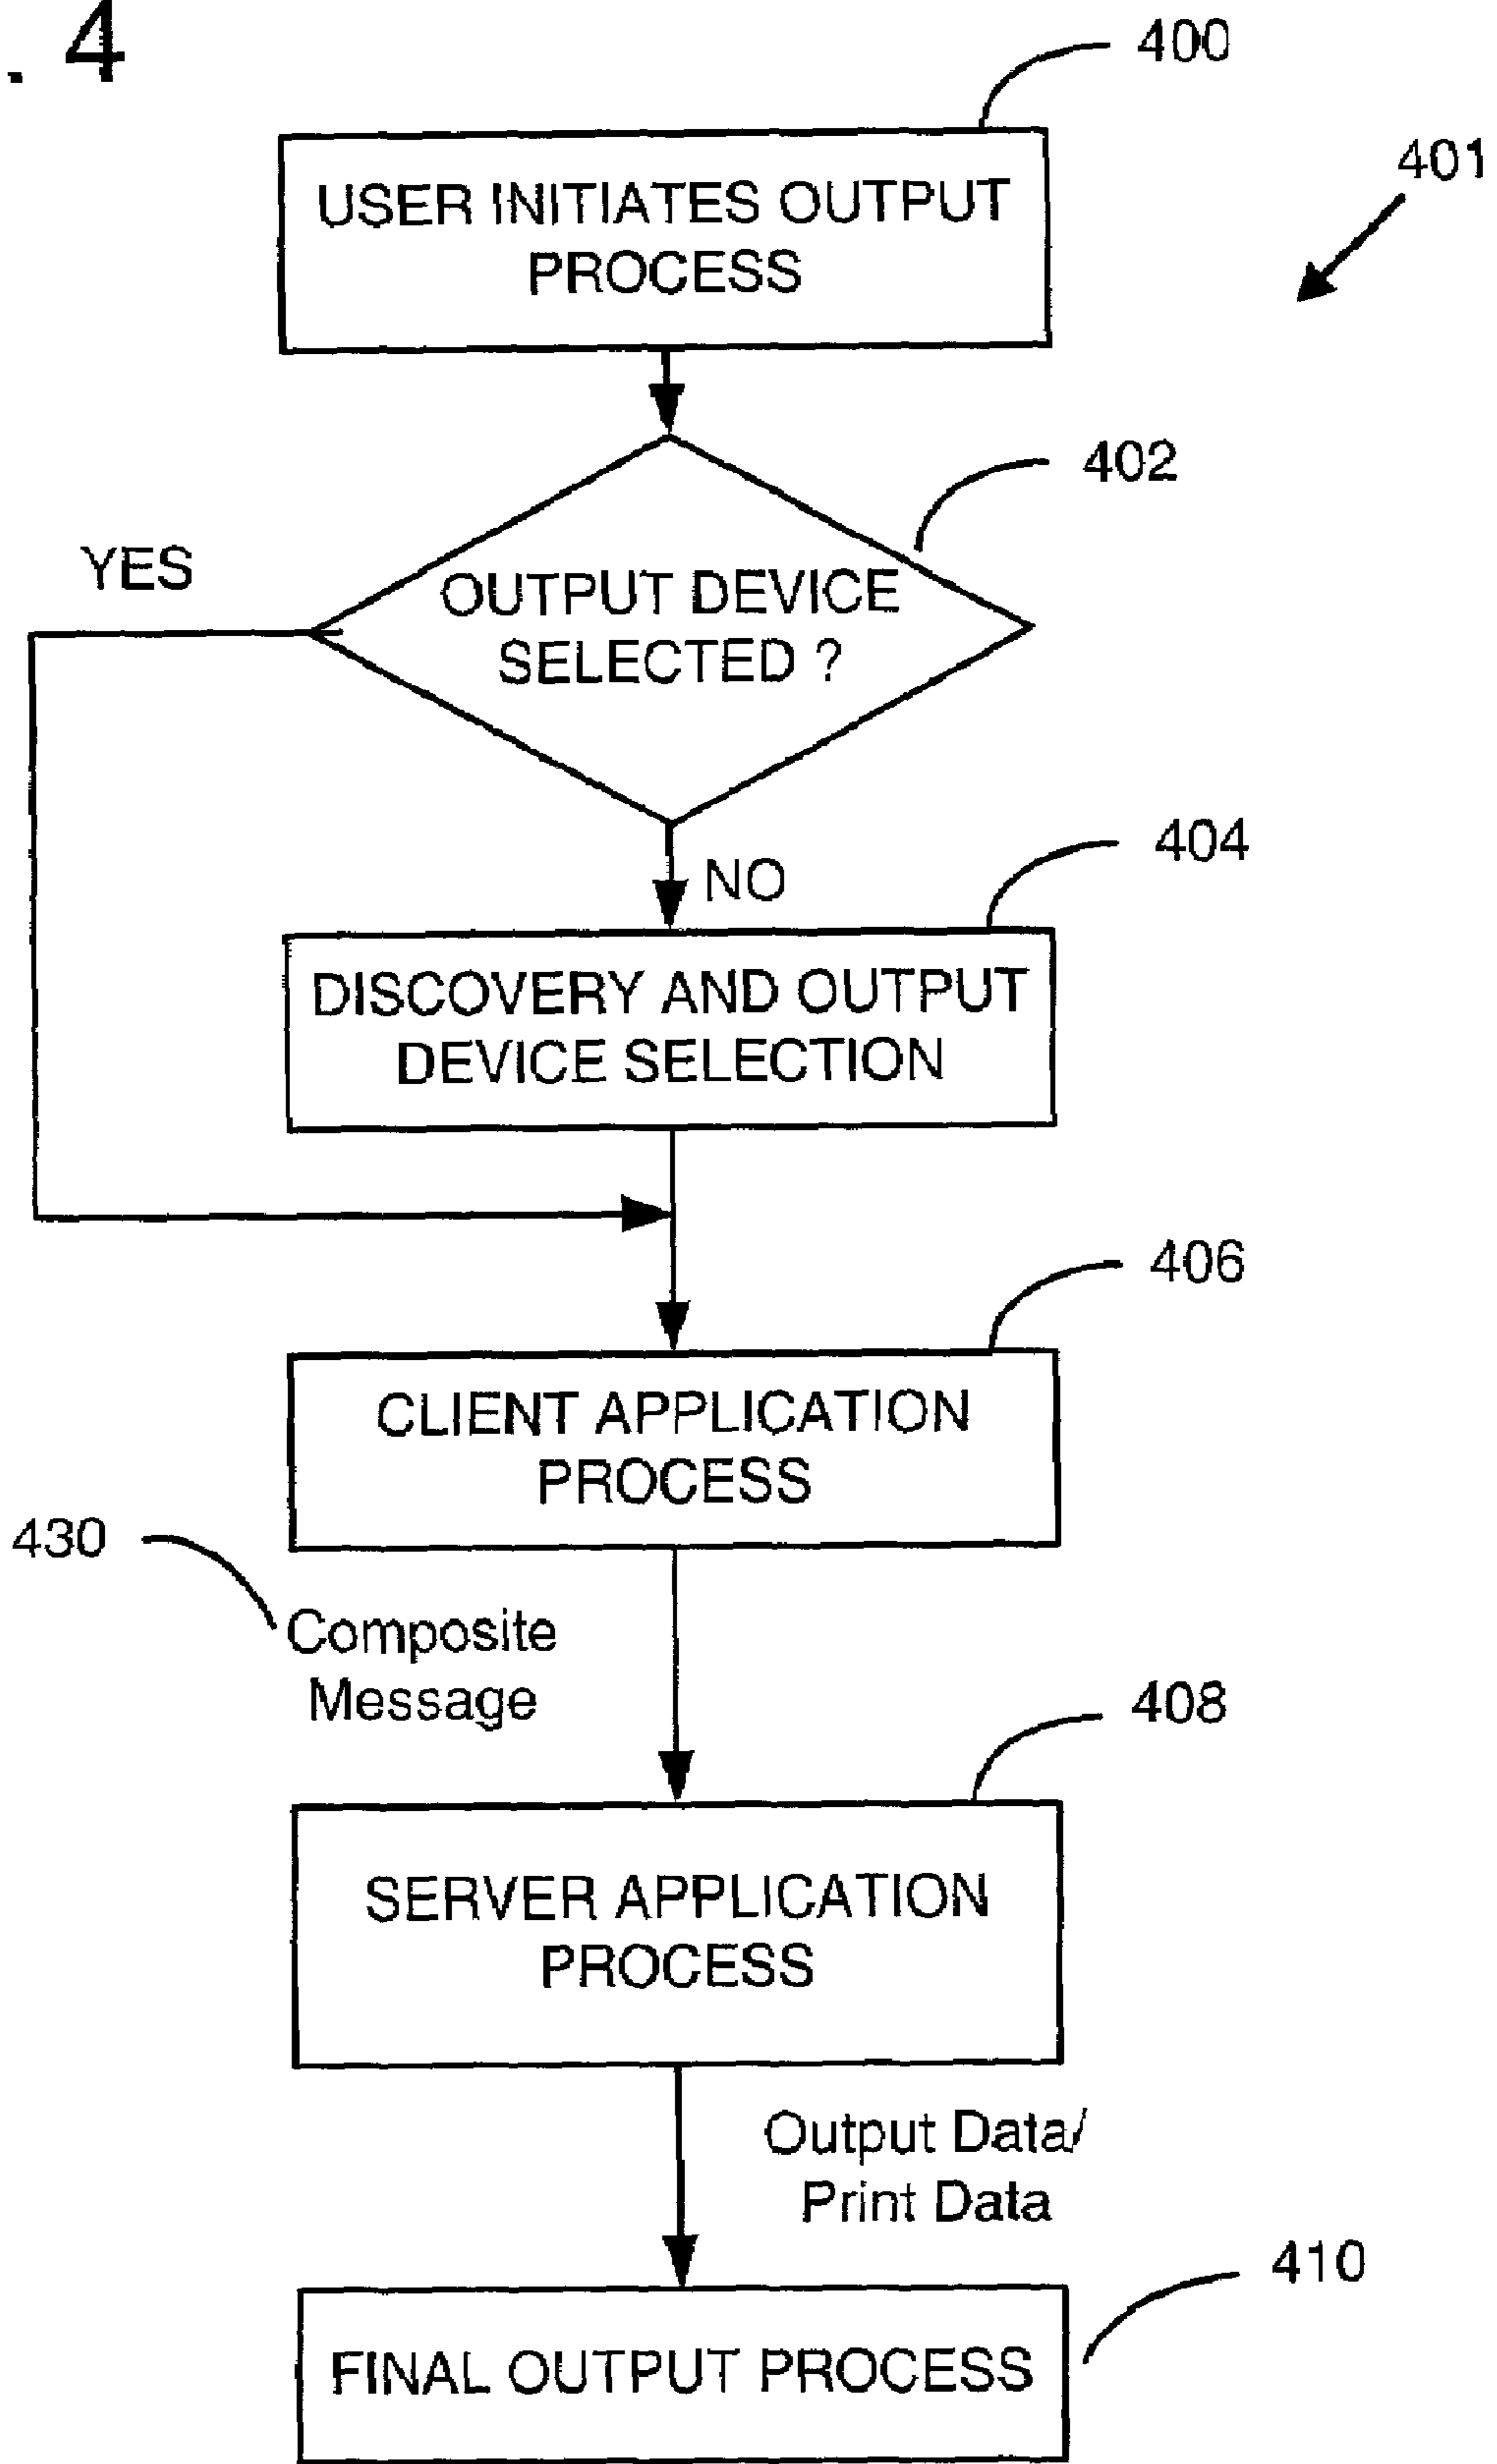 . 4
400
401
USER INITIATES OUTPUT
PROCESS
402
YES
OUTPUT DEVICE
SELECTED ?
NO
404
DISCOVERY AND OUTPUT
DEVICE SELECTION
406
CLIENT APPLICATION
PROCESS
430
Composite
Message
408
SERVER APPLICATION
PROCESS
Output Data/
Print Data
410
FINAL OUTPUT PROCESS